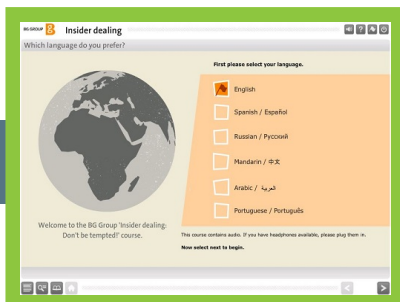 BG GROUP
Insider dealing
?
Which language do you prefer?
First please select your language.
English
Spanish / Español
Russian / Русский
Mandarin / 中文
Arabic / العربية
Portuguese / Português
Welcome to the BG Group 'Insider dealing:
Don't be tempted!' course.
This course contains audio. If you have headphones available, please plug them in.
Now select next to begin.